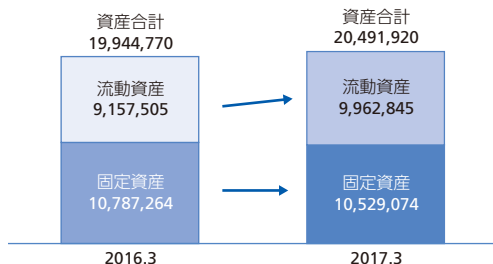 資産合計
19,944,770
流動資産
9,157,505
固定資産
10,787,264
2016.3
資産合計
20,491,920
流動資産
9,962,845
固定資産
10,529,074
2017.3